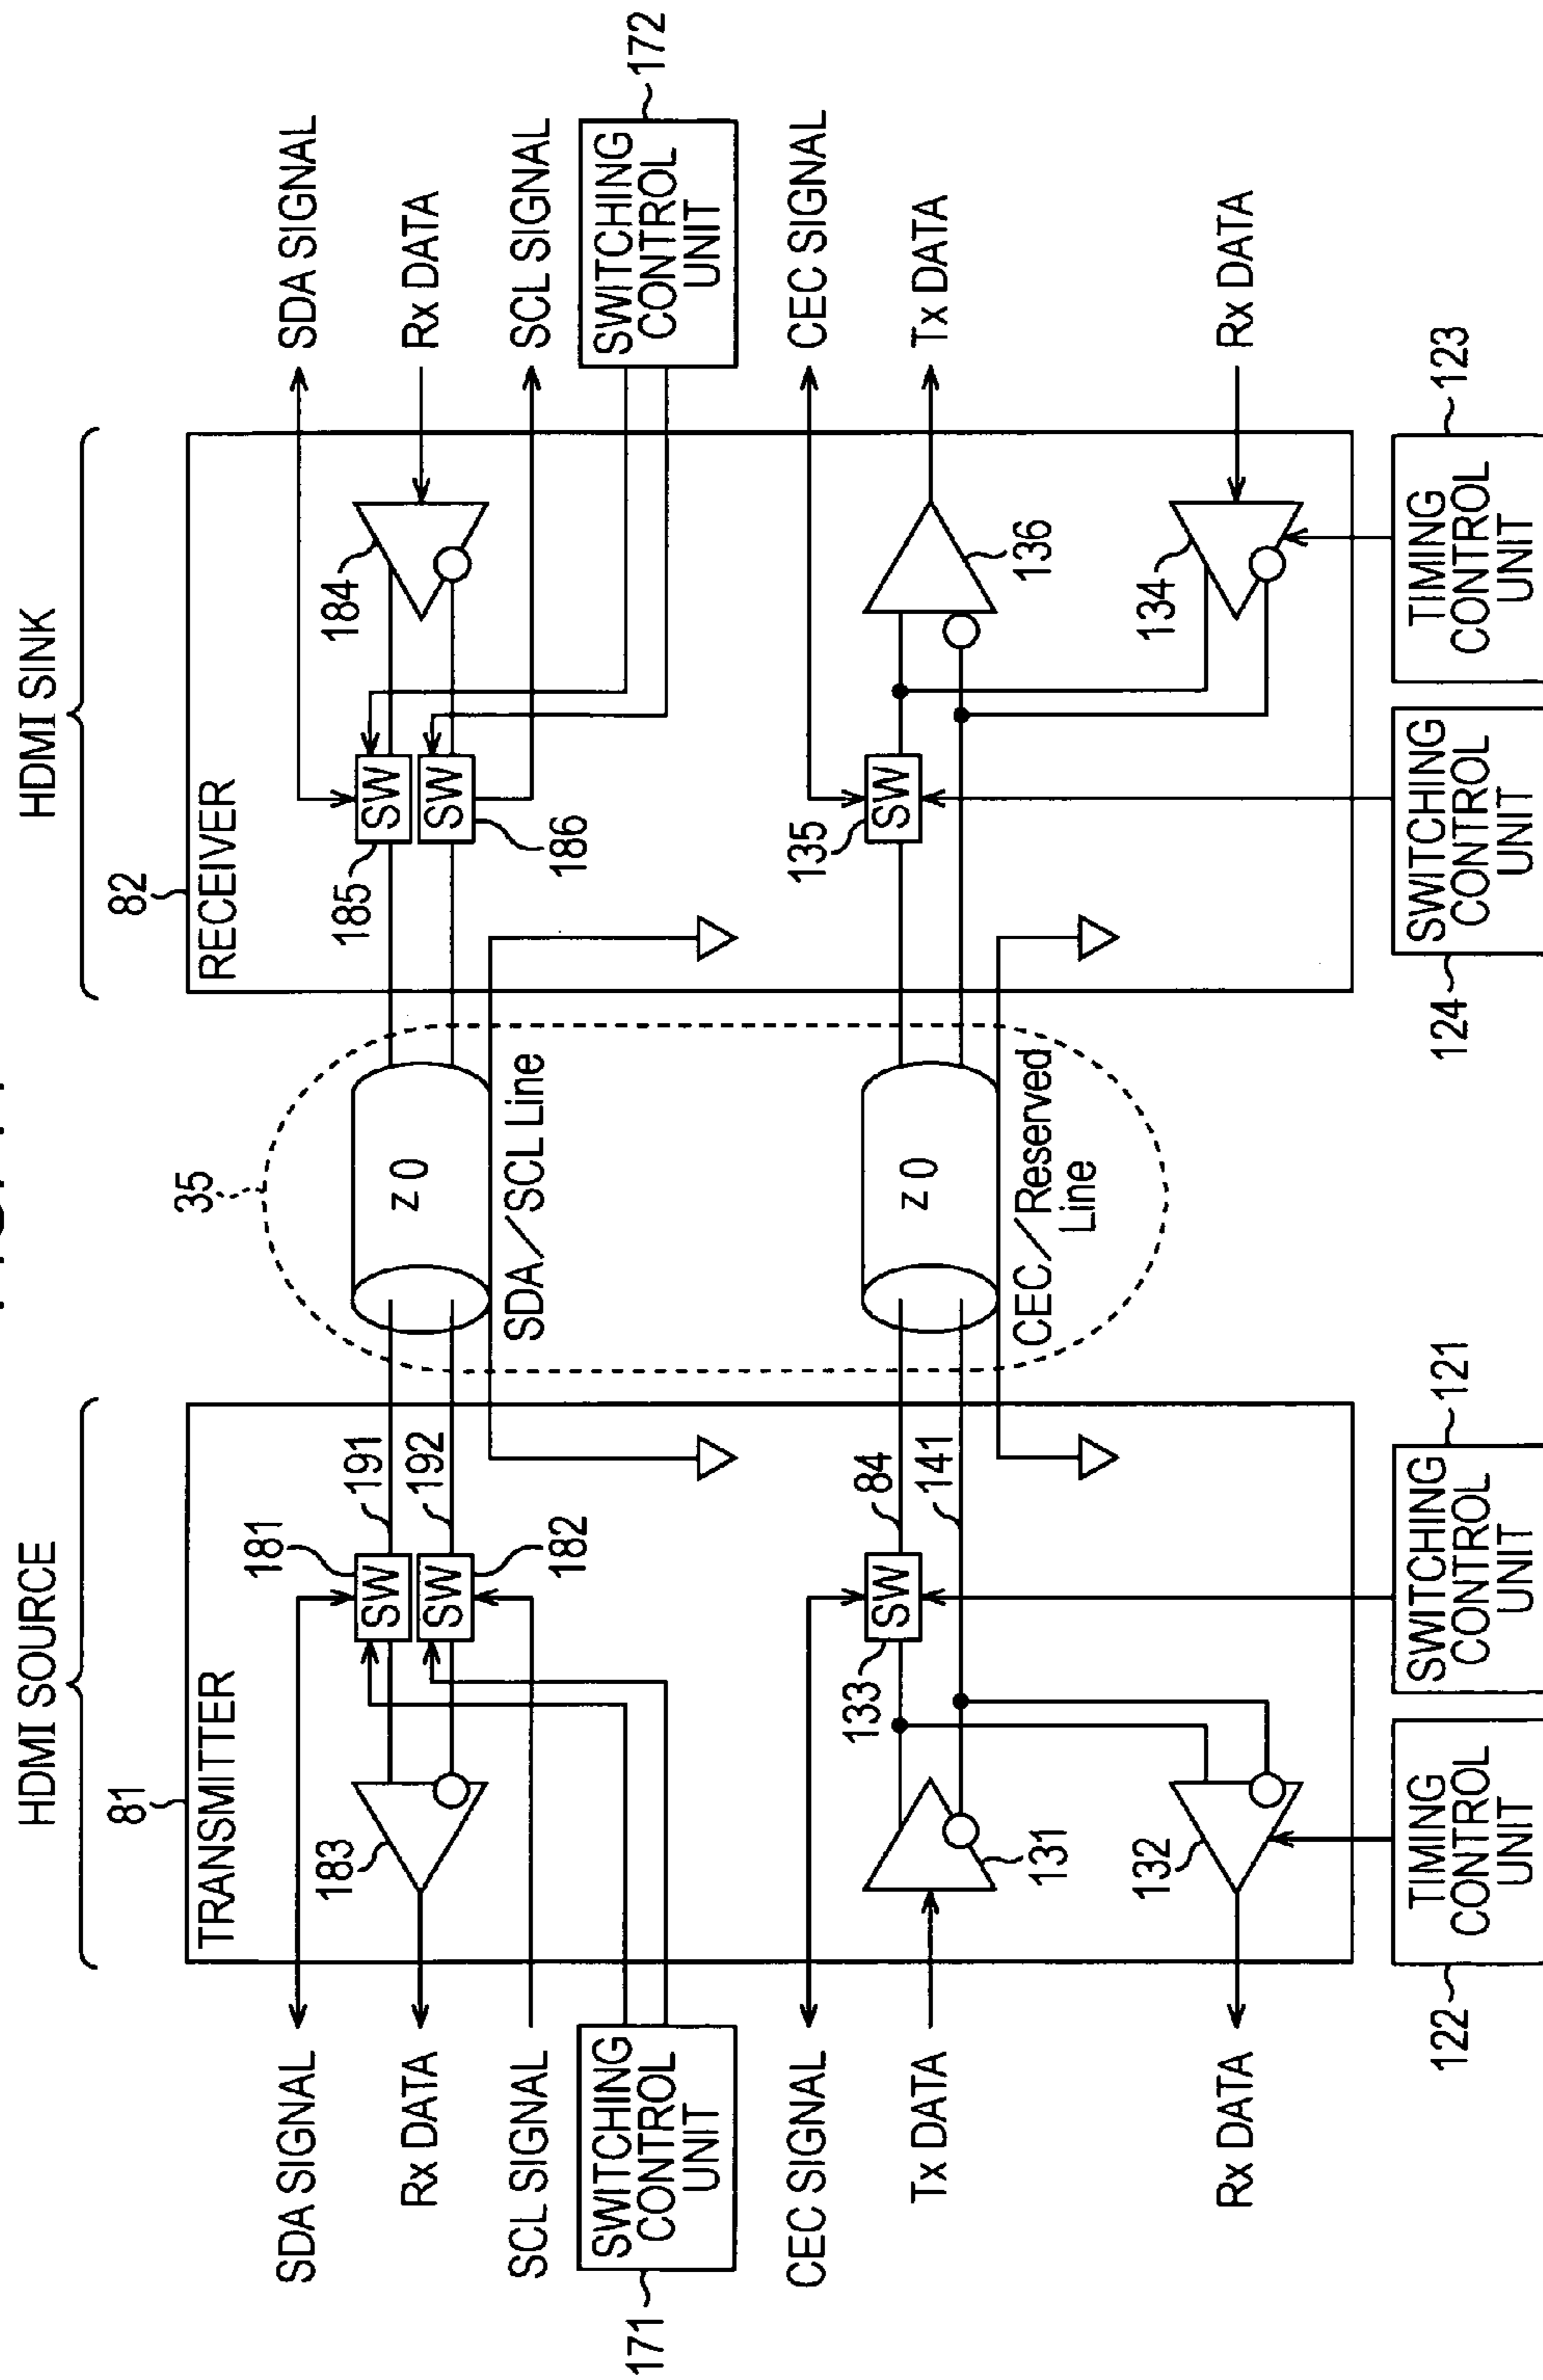 HDMI SOURCE
HDMI SINK
81
TRANSMITTER
82
RECEIVER
35
SDA SIGNAL
Rx DATA
SCL SIGNAL
SWITCHING
CONTROL
UNIT
171
183
181
SW
SW
182
191
192
z 0
SDA/SCL Line
185
SW
SW
186
184
SDA SIGNAL
Rx DATA
SCL SIGNAL
SWITCHING
CONTROL
UNIT
172
CEC SIGNAL
Tx DATA
Rx DATA
131
132
133
SW
84
141
z 0
CEC/Reserved
Line
135
SW
136
134
CEC SIGNAL
Tx DATA
Rx DATA
122
TIMING
CONTROL
UNIT
SWITCHING
CONTROL
UNIT
121
124
SWITCHING
CONTROL
UNIT
TIMING
CONTROL
UNIT
123